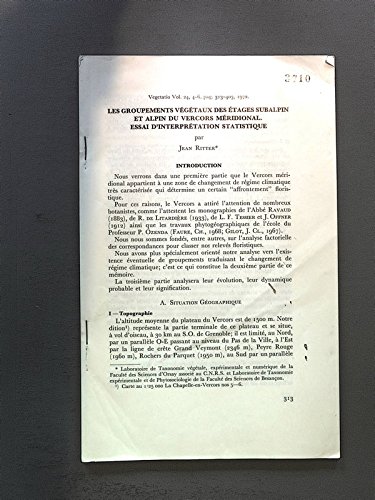 3710
Vegetatio Vol. 24, 4-6, pag. 313-403, 1972.
LES GROUPEMENTS VÉGÉTAUX DES ÉTAGES SUBALPIN
ET ALPIN DU VERCORS MÉRIDIONAL.
ESSAI D'INTERPRÉTATION STATISTIQUE
par
JEAN RITTER*
INTRODUCTION
Nous verrons dans une première partie que le Vercors méri-
dional appartient à une zone de changement de régime climatique
très caractérisée qui détermine un certain "affrontement" floris-
tique.
Pour ces raisons, le Vercors a attiré l'attention de nombreux
botanistes, comme l'attestent les monographies de l'Abbé RAVAUD
(1885), de R. DE LITARDIÈRE (1933), de L. F. TESSIER et J. OFFNER
(1912) ainsi que les travaux phytogéographiques de l'école du
Professeur P. OZENDA (FAURE, CH., 1968; GILOT, J. CL., 1967).
Nous nous sommes fondés, entre autres, sur l'analyse factorielle
des correspondances pour classer nos relevés floristiques.
Nous avons plus spécialement orienté notre analyse vers l'exis-
tence éventuelle de groupements traduisant le changement de
régime climatique; c'est ce qui constitue la deuxième partie de ce
mémoire.
La troisième partie analysera leur évolution, leur dynamique
probable et leur signification.
A. SITUATION GÉOGRAPHIQUE
I — Topographie
L'altitude moyenne du plateau du Vercors est de 1500 m. Notre
dition¹) représente la partie terminale de ce plateau et se situe,
à vol d'oiseau, à 30 km au S.O. de Grenoble; il est limité, au Nord,
par un parallèle O-E passant au niveau du Pas de la Ville, à l'Est
par la ligne de crête Grand Veymont (2346 m), Peyre Rouge
(1960 m), Rochers du Parquet (1950 m), au Sud par un parallèle
* Laboratoire de Taxonomie végétale, expérimentale et numérique de la
Faculté des Sciences d'Orsay associé au C.N.R.S. et Laboratoire de Taxonomie
expérimentale et de Phytosociologie de la Faculté des Sciences de Besançon.
¹) Carte au 1/25 000 La Chapelle-en-Vercors nos 5—6.
313